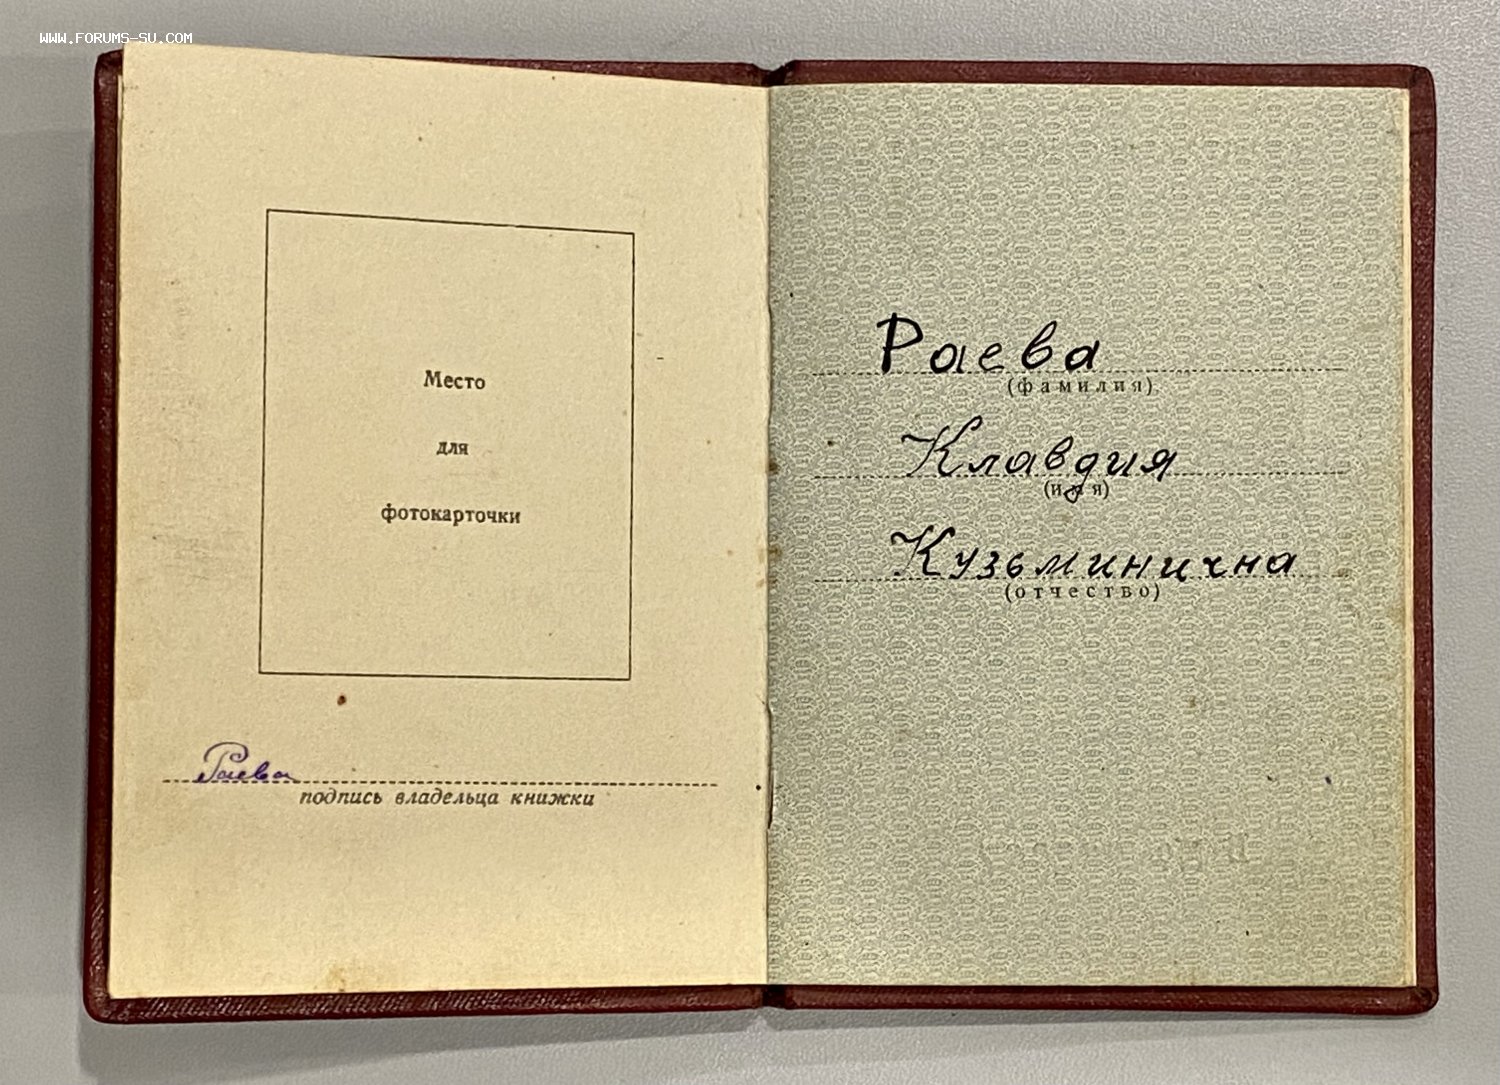 WWW.FORUMS-SU.COM
Место
для
фотокарточки
Раева
подпись владельца книжки
Раева
(фамилия)
Клавдия
(имя)
Кузьминична
(отчество)